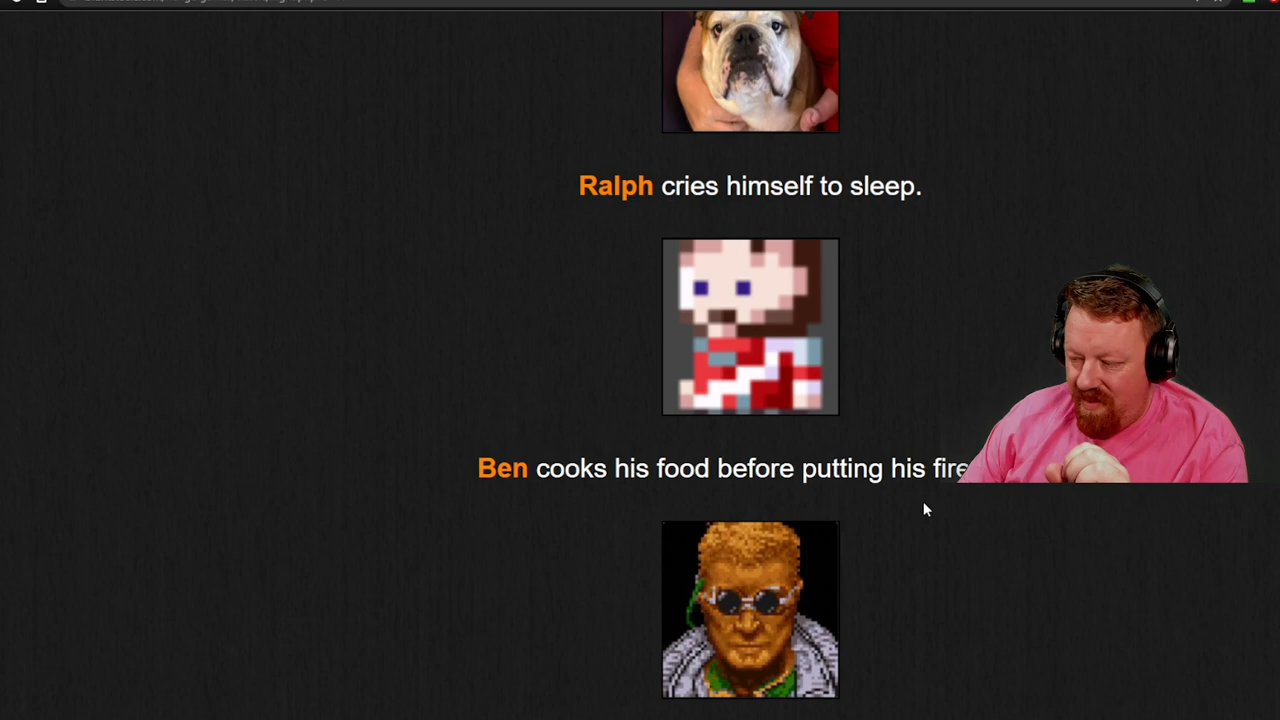 Ralph cries himself to sleep.
Ben cooks his food before putting his fire